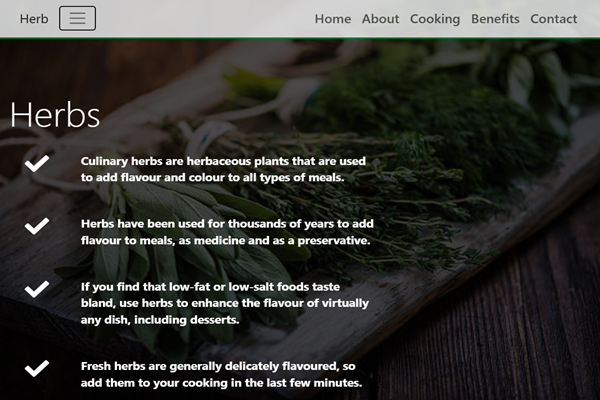 Herb
Home About Cooking Benefits Contact
Herbs
Culinary herbs are herbaceous plants that are used
to add flavour and colour to all types of meals.
Herbs have been used for thousands of years to add
flavour to meals, as medicine and as a preservative.
If you find that low-fat or low-salt foods taste
bland, use herbs to enhance the flavour of virtually
any dish, including desserts.
Fresh herbs are generally delicately flavoured, so
add them to your cooking in the last few minutes.